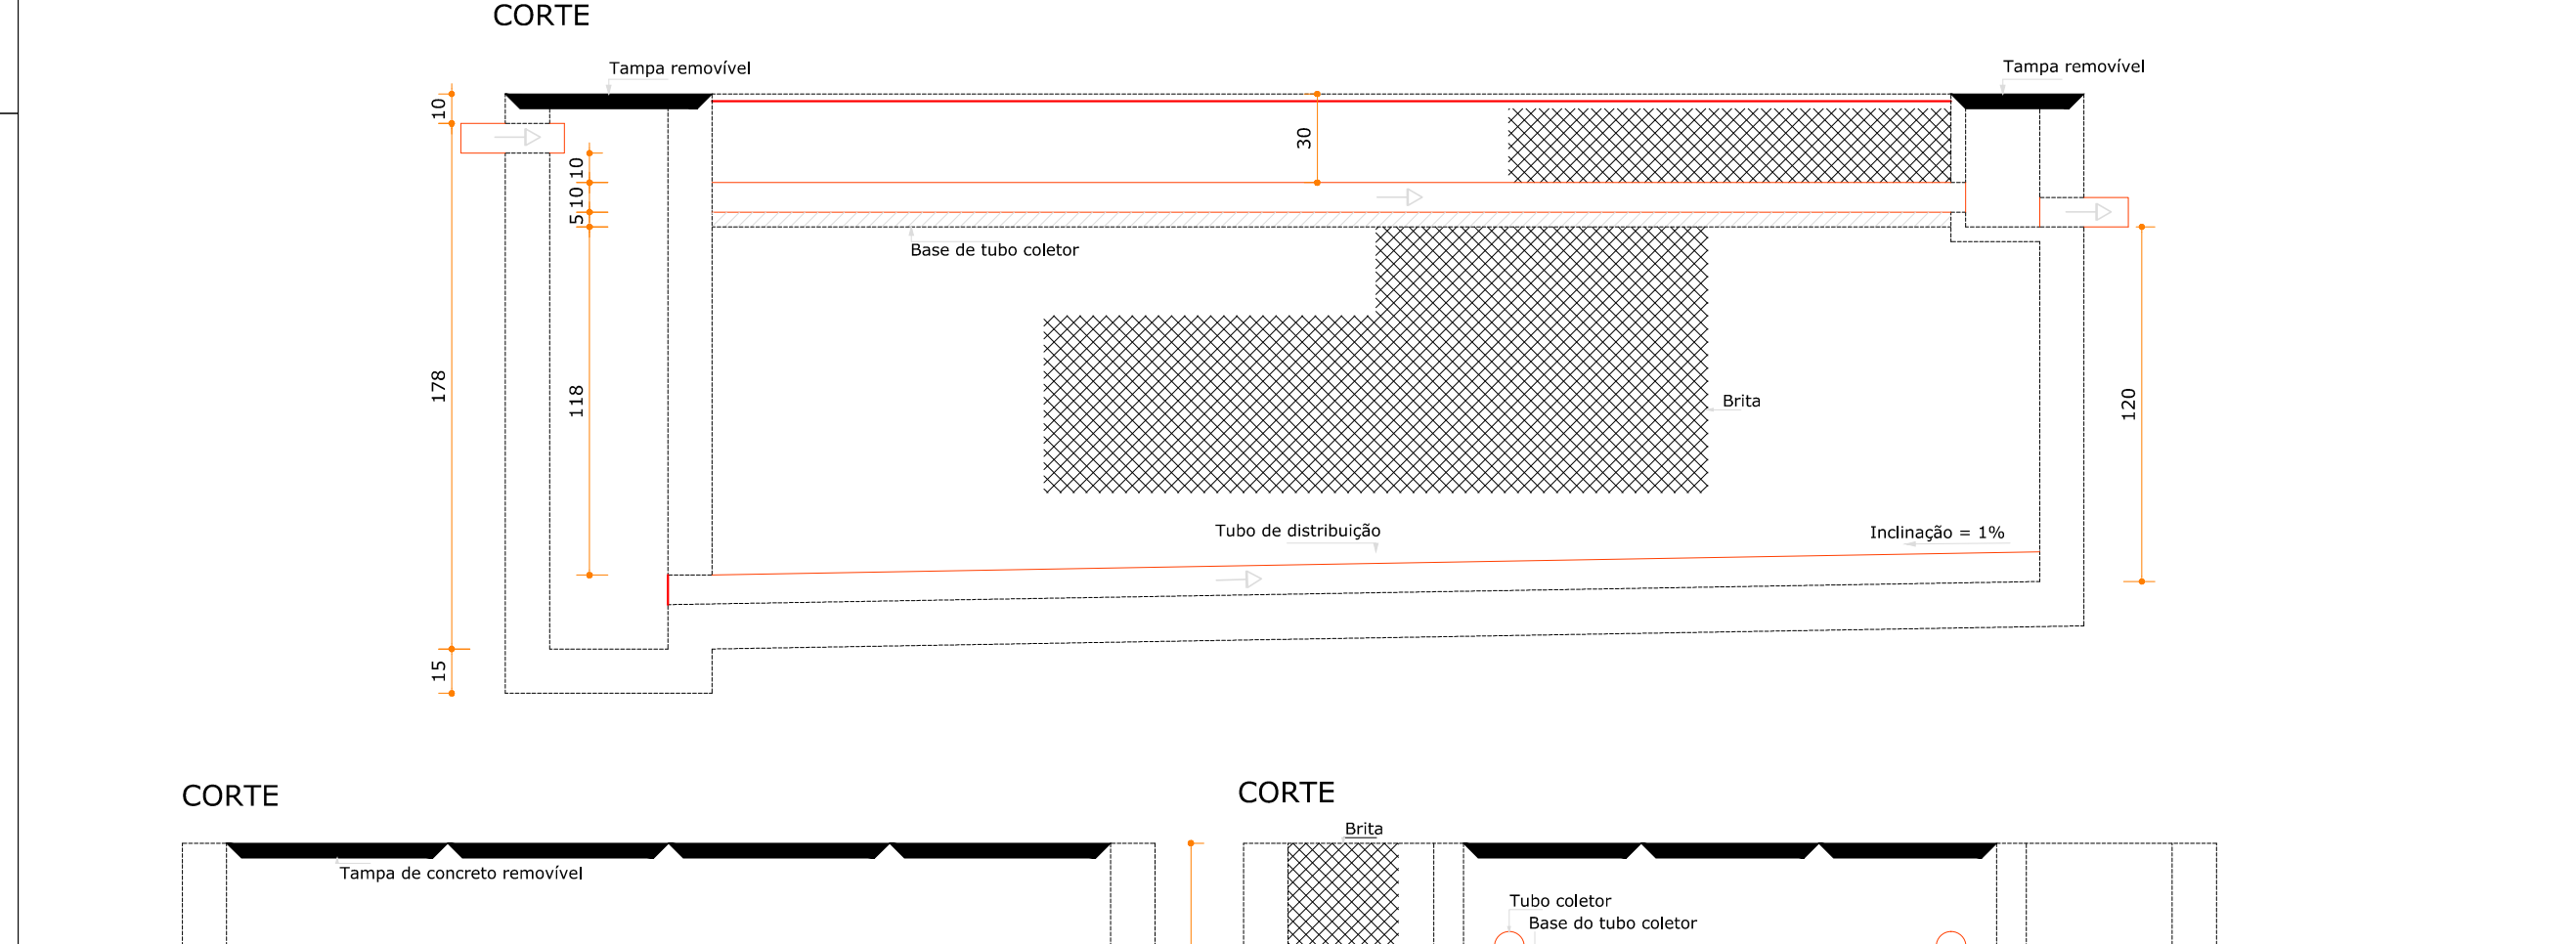 CORTE
Tampa removível
Tampa removível
10
30
10
10
5
Base de tubo coletor
178
118
Brita
120
Tubo de distribuição
Inclinação = 1%
15
CORTE
CORTE
Brita
Tampa de concreto removível
Tubo coletor
Base do tubo coletor